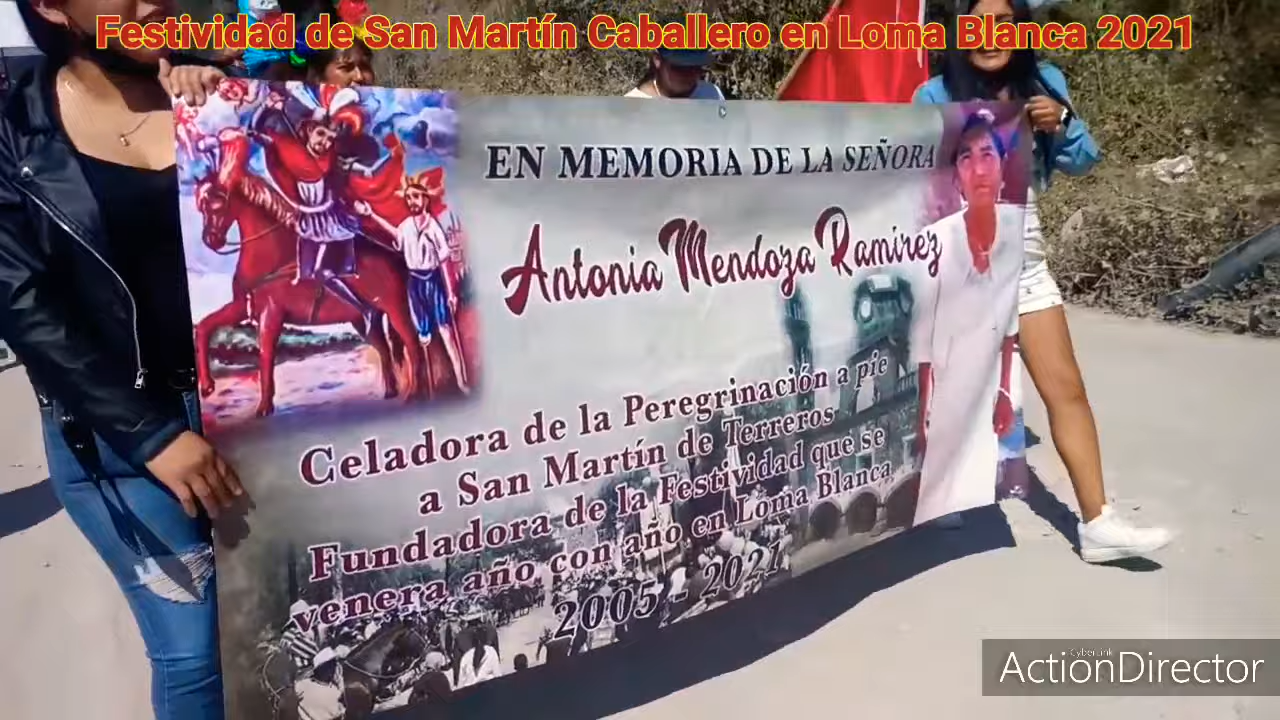 Festividad de San Martín Caballero en Loma Blanca 2021
EN MEMORIA DE LA SEÑORA
Antonia Mendoza Ramírez
Celadora de la Peregrinación a pie
a San Martín de Terreros
Fundadora de la Festividad que se
venera año con año en Loma Blanca
2005 - 2021
CyberLink
ActionDirector